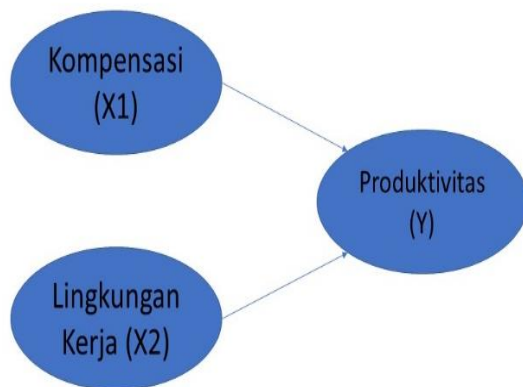 Kompensasi
(X1)
Produktivitas
(Y)
Lingkungan
Kerja (X2)